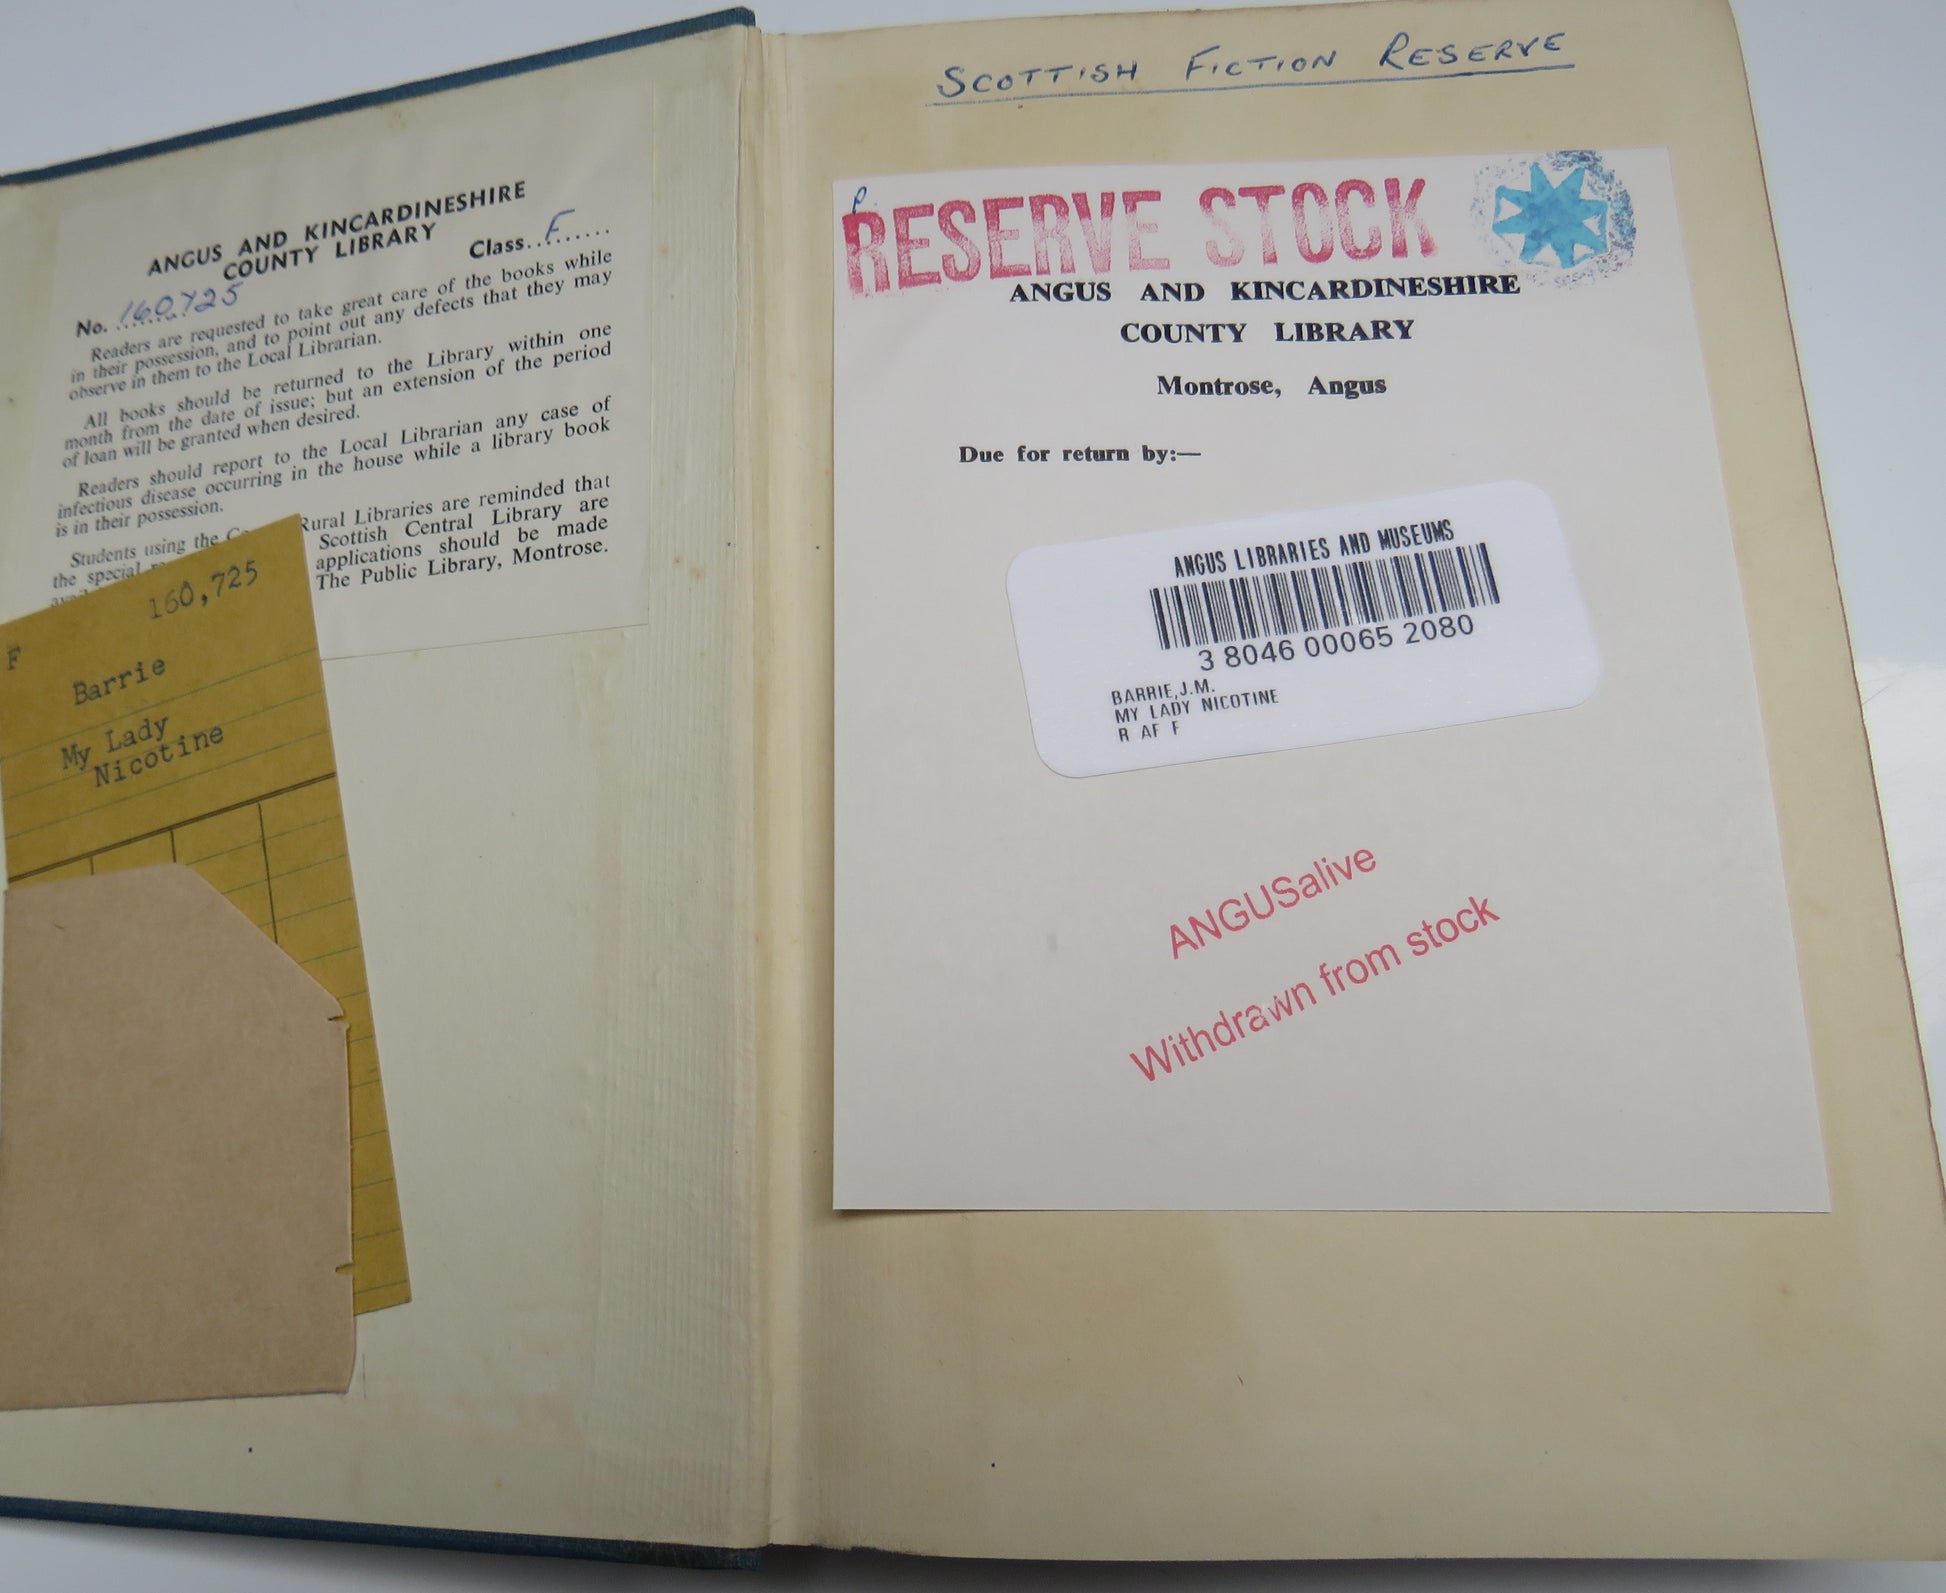 ANGUS AND KINCARDINESHIRE
COUNTY LIBRARY
Class..F.......
No. 160,725
Readers are requested to take great care of the books while
in their possession, and to point out any defects that they may
observe in them to the Local Librarian.
All books should be returned to the Library within one
month from the date of issue; but an extension of the period
of loan will be granted when desired.
Readers should report to the Local Librarian any case of
infectious disease occurring in the house while a library book
is in their possession.
Students using the Rural Libraries are reminded that
the special Scottish Central Library are
applications should be made
The Public Library, Montrose.
160,725
F
Barrie
My Lady
Nicotine
SCOTTISH FICTION RESERVE
P.
RESERVE STOCK
ANGUS AND KINCARDINESHIRE
COUNTY LIBRARY
Montrose, Angus
Due for return by:—
ANGUS LIBRARIES AND MUSEUMS
3 8046 00065 2080
BARRIE,J.M.
MY LADY NICOTINE
R AF F
ANGUSalive
Withdrawn from stock